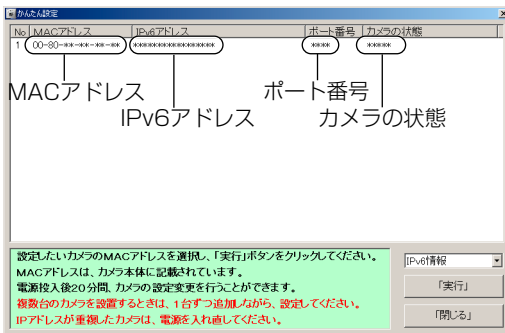 かんたん設定
No MACアドレス IPv6アドレス ポート番号 カメラの状態
1 00-80-**-**-**-** ****************** **** ******
MACアドレス ポート番号
IPv6アドレス カメラの状態
設定したいカメラのMACアドレスを選択し、「実行」ボタンをクリックしてください。
MACアドレスは、カメラ本体に記載されています。
電源投入後20分間、カメラの設定変更を行うことができます。
複数台のカメラを設置するときは、1台ずつ追加しながら、設定してください。
IPアドレスが重複したカメラは、電源を入れ直してください。
IPv6情報
「実行」
「閉じる」